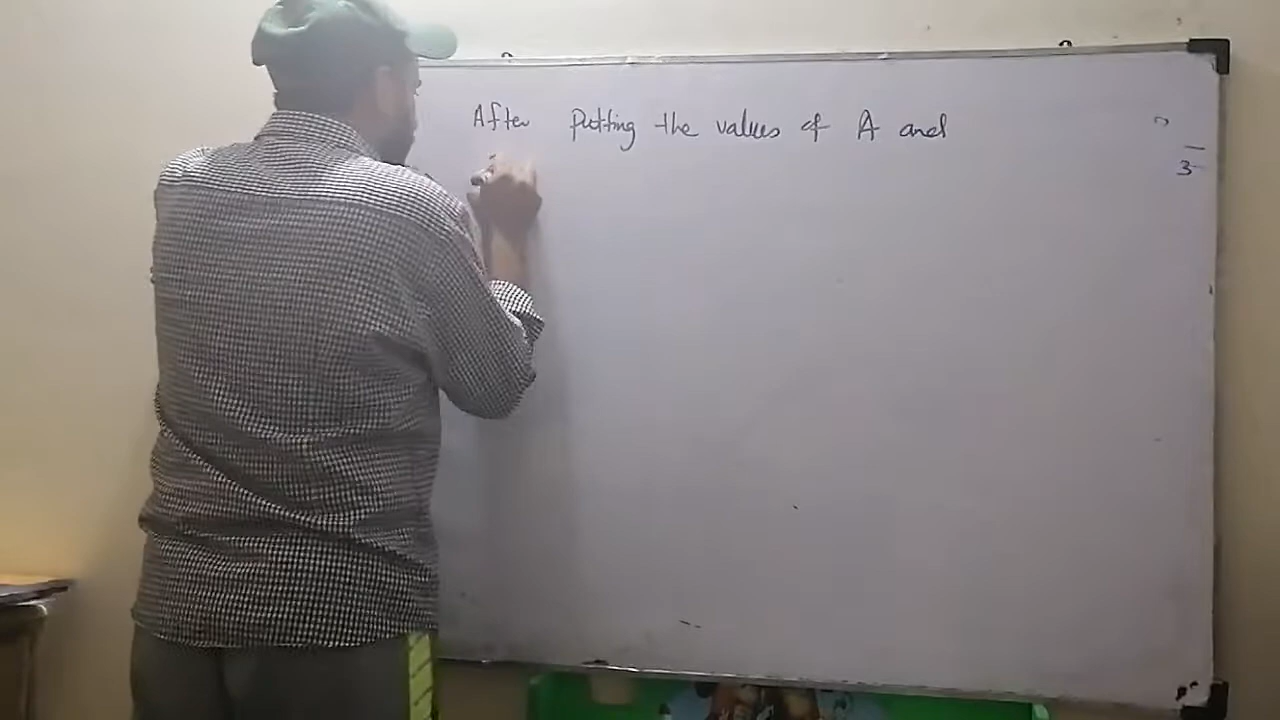 After putting the values of A and
3